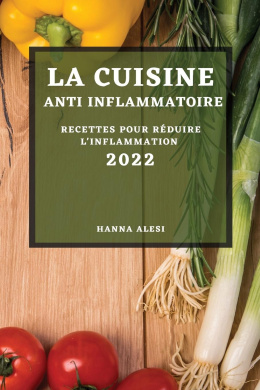 LA CUISINE
ANTI INFLAMMATOIRE
RECETTES POUR RÉDUIRE
L'INFLAMMATION
2022
HANNA ALESI